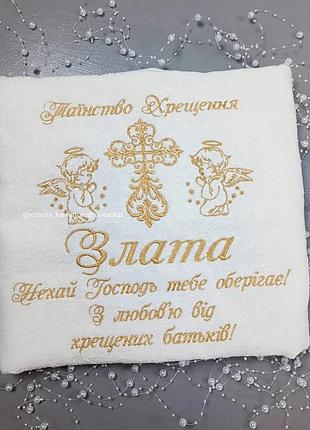 Таїнство Хрещення
Злата
Нехай Господь тебе оберігає!
З любов'ю від
хрещених батьків!